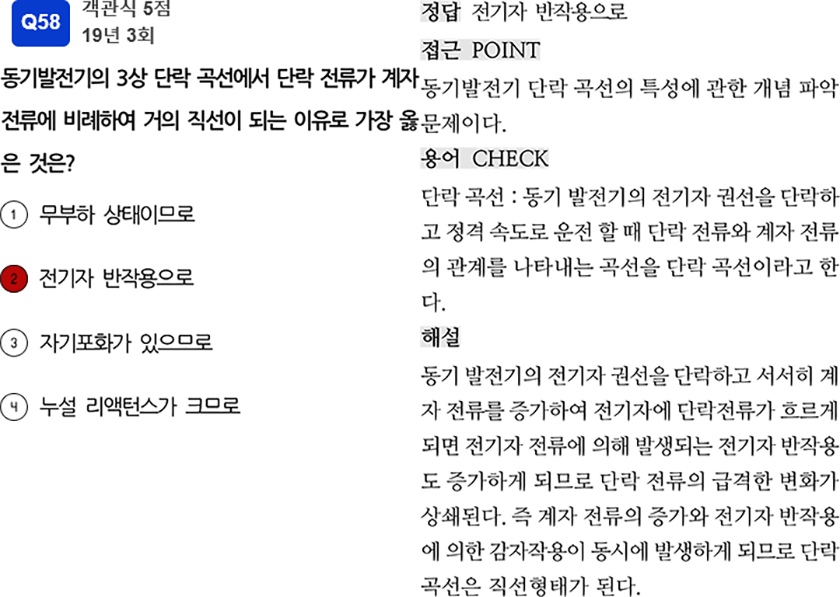 Q58
객관식 5점
19년 3회
동기발전기의 3상 단락 곡선에서 단락 전류가 계자
전류에 비례하여 거의 직선이 되는 이유로 가장 옳
은 것은?
1 무부하 상태이므로
2 전기자 반작용으로
3 자기포화가 있으므로
4 누설 리액턴스가 크므로
정답 전기자 반작용으로
접근 POINT
동기발전기 단락 곡선의 특성에 관한 개념 파악
문제이다.
용어 CHECK
단락 곡선 : 동기 발전기의 전기자 권선을 단락하
고 정격 속도로 운전 할 때 단락 전류와 계자 전류
의 관계를 나타내는 곡선을 단락 곡선이라고 한
다.
해설
동기 발전기의 전기자 권선을 단락하고 서서히 계
자 전류를 증가하여 전기자에 단락전류가 흐르게
되면 전기자 전류에 의해 발생되는 전기자 반작용
도 증가하게 되므로 단락 전류의 급격한 변화가
상쇄된다. 즉 계자 전류의 증가와 전기자 반작용
에 의한 감자작용이 동시에 발생하게 되므로 단락
곡선은 직선형태가 된다.